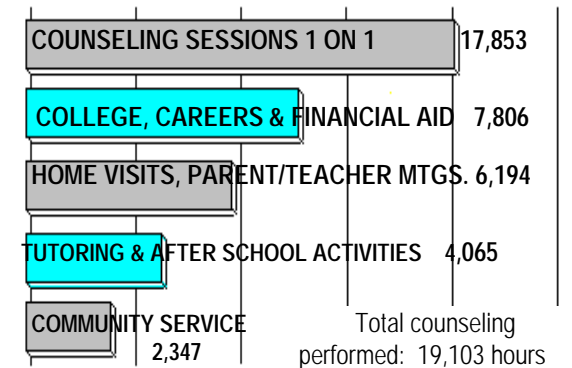 COUNSELING SESSIONS 1 ON 1 17,853
COLLEGE, CAREERS & FINANCIAL AID 7,806
HOME VISITS, PARENT/TEACHER MTGS. 6,194
TUTORING & AFTER SCHOOL ACTIVITIES 4,065
COMMUNITY SERVICE
2,347
Total counseling
performed: 19,103 hours